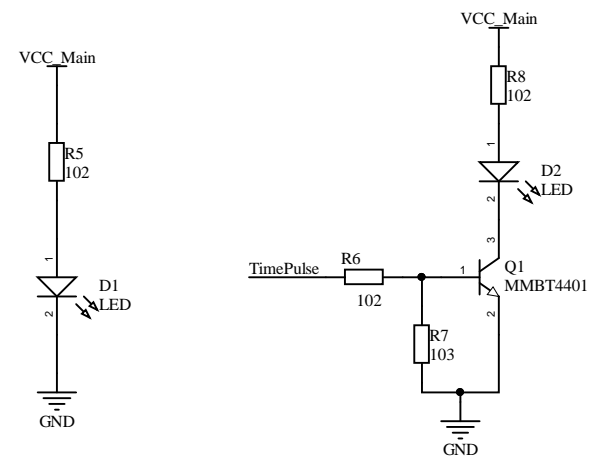 VCC_Main
R5
102
1
D1
LED
2
GND
VCC_Main
R8
102
1
D2
LED
2
3
TimePulse
R6
102
1
Q1
MMBT4401
2
R7
103
GND